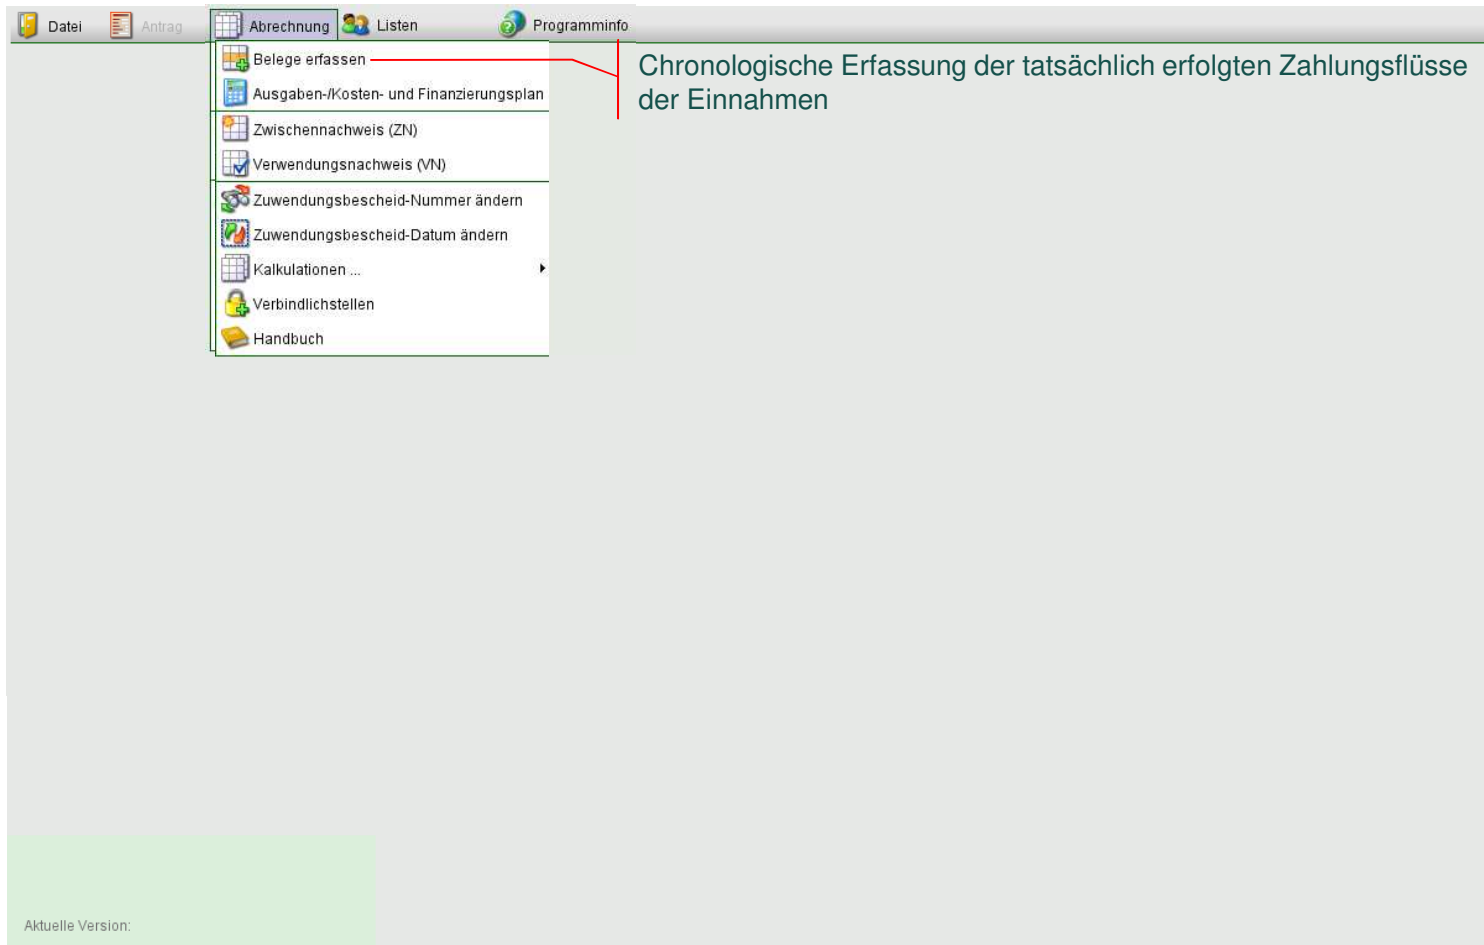 Datei Antrag Abrechnung Listen Programminfo
Belege erfassen
Chronologische Erfassung der tatsächlich erfolgten Zahlungsflüsse
der Einnahmen
Ausgaben-/Kosten- und Finanzierungsplan
Zwischennachweis (ZN)
Verwendungsnachweis (VN)
Zuwendungsbescheid-Nummer ändern
Zuwendungsbescheid-Datum ändern
Kalkulationen ...
Verbindlichstellen
Handbuch
Aktuelle Version: